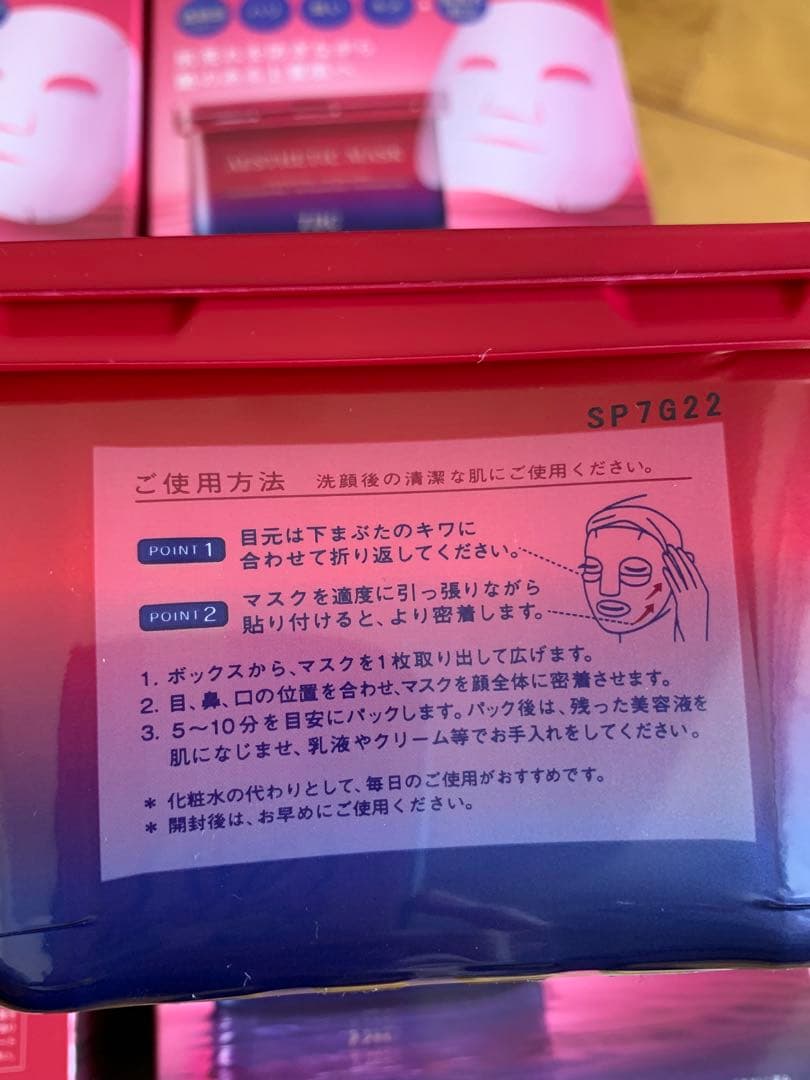 ハリ
AESTHETIC MASK
SP7G22
ご使用方法 洗顔後の清潔な肌にご使用ください。
POINT 1 目元は下まぶたのキワに
合わせて折り返してください。
POINT 2 マスクを適度に引っ張りながら
貼り付けると、より密着します。
1. ボックスから、マスクを1枚取り出して広げます。
2. 目、鼻、口の位置を合わせ、マスクを顔全体に密着させます。
3. 5〜10分を目安にパックします。パック後は、残った美容液を
肌になじませ、乳液やクリーム等でお手入れをしてください。
* 化粧水の代わりとして、毎日のご使用がおすすめです。
* 開封後は、お早めにご使用ください。